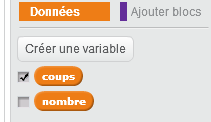 Données Ajouter blocs
Créer une variable
coups
nombre